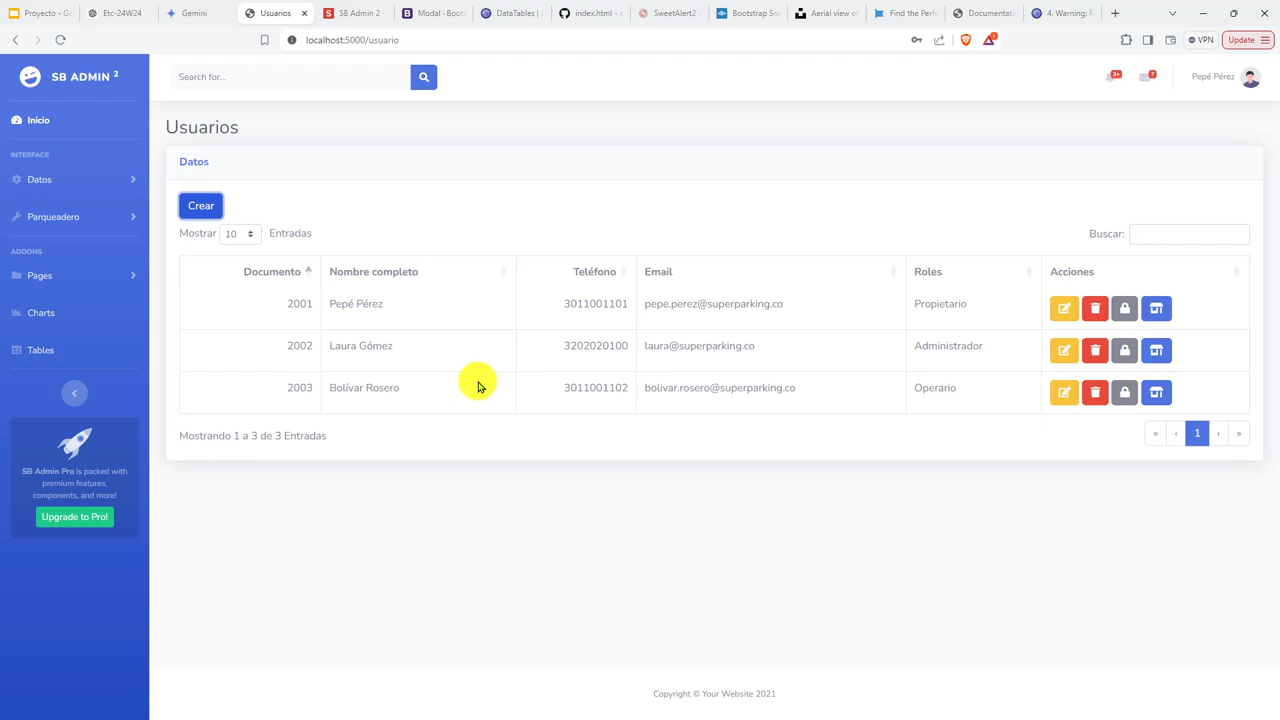 Proyecto - G
Etc-24W24
Gemini
Usuarios
SB Admin 2 -
Modal · Boots
DataTables |
index.html -
SweetAlert2 -
Bootstrap Sni
Aerial view of
Find the Perfe
Documentati
4. Warning: P
localhost:5000/usuario
VPN
Update
SB ADMIN 2
Search for...
3+
7
Pepé Pérez
Inicio
INTERFACE
Datos
Parqueadero
ADDONS
Pages
Charts
Tables
SB Admin Pro is packed with
premium features,
components, and more!
Upgrade to Pro!
Usuarios
Datos
Crear
Mostrar 10 Entradas
Buscar:
Documento Nombre completo Teléfono Email Roles Acciones
2001 Pepé Pérez 3011001101 pepe.perez@superparking.co Propietario
2002 Laura Gómez 3202020100 laura@superparking.co Administrador
2003 Bolívar Rosero 3011001102 bolivar.rosero@superparking.co Operario
Mostrando 1 a 3 de 3 Entradas
« ‹ 1 › »
Copyright © Your Website 2021